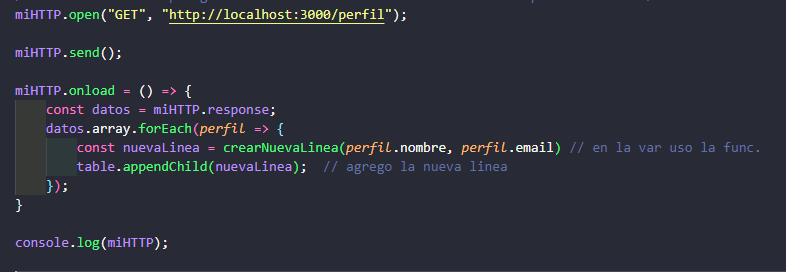 miHTTP.open("GET", "http://localhost:3000/perfil");
miHTTP.send();
miHTTP.onload = () => {
const datos = miHTTP.response;
datos.array.forEach(perfil => {
const nuevaLinea = crearNuevaLinea(perfil.nombre, perfil.email) // en la var uso la func.
table.appendChild(nuevaLinea);  // agrego la nueva linea
});
}
console.log(miHTTP);